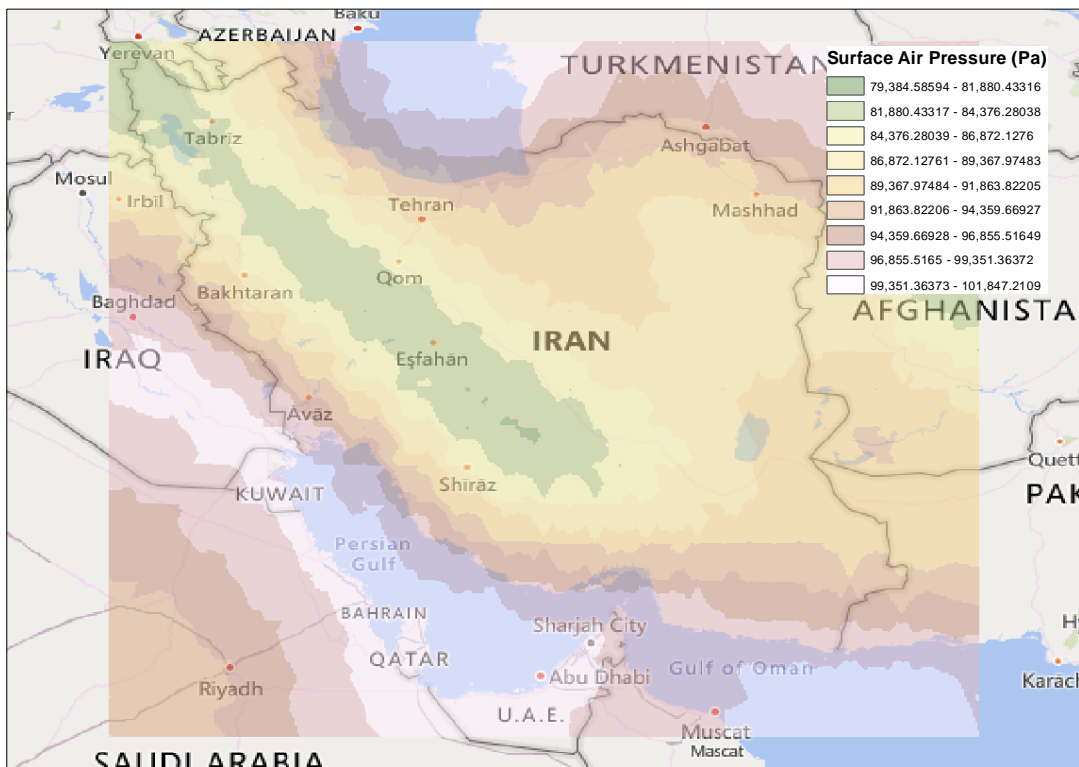 Baku
AZERBAIJAN
Yerevan
TURKMENISTAN
Surface Air Pressure (Pa)
79,384.58594 - 81,880.43316
81,880.43317 - 84,376.28038
84,376.28039 - 86,872.1276
86,872.12761 - 89,367.97483
89,367.97484 - 91,863.82205
91,863.82206 - 94,359.66927
94,359.66928 - 96,855.51649
96,855.5165 - 99,351.36372
99,351.36373 - 101,847.2109
r
Tabrīz
Ashgabat
Mosul
Irbīl
Tehran
Mashhad
Qom
Bakhtaran
Baghdad
AFGHANISTA
IRAN
IRAQ
Eşfahān
Avāz
Quett
Shīrāz
KUWAIT
PAK
Persian
Gulf
BAHRAIN
Sharjah City
Hy
QATAR
Gulf of Oman
Abu Dhabi
Karach
Riyadh
U.A.E.
Muscat
Mascat
SAUDI ARABIA